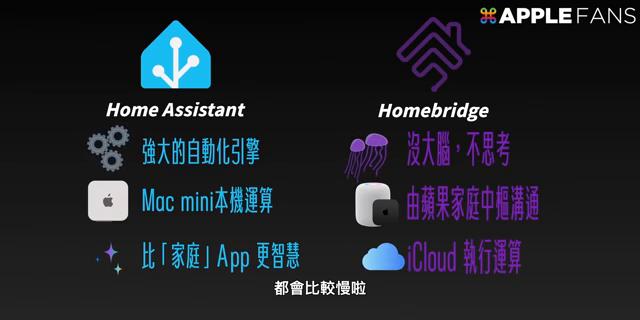 APPLEFANS
Home Assistant
Homebridge
強大的自動化引擎
沒大腦，不思考
Mac mini本機運算
由蘋果家庭中樞溝通
比「家庭」App 更智慧
iCloud 執行運算
都會比較慢啦